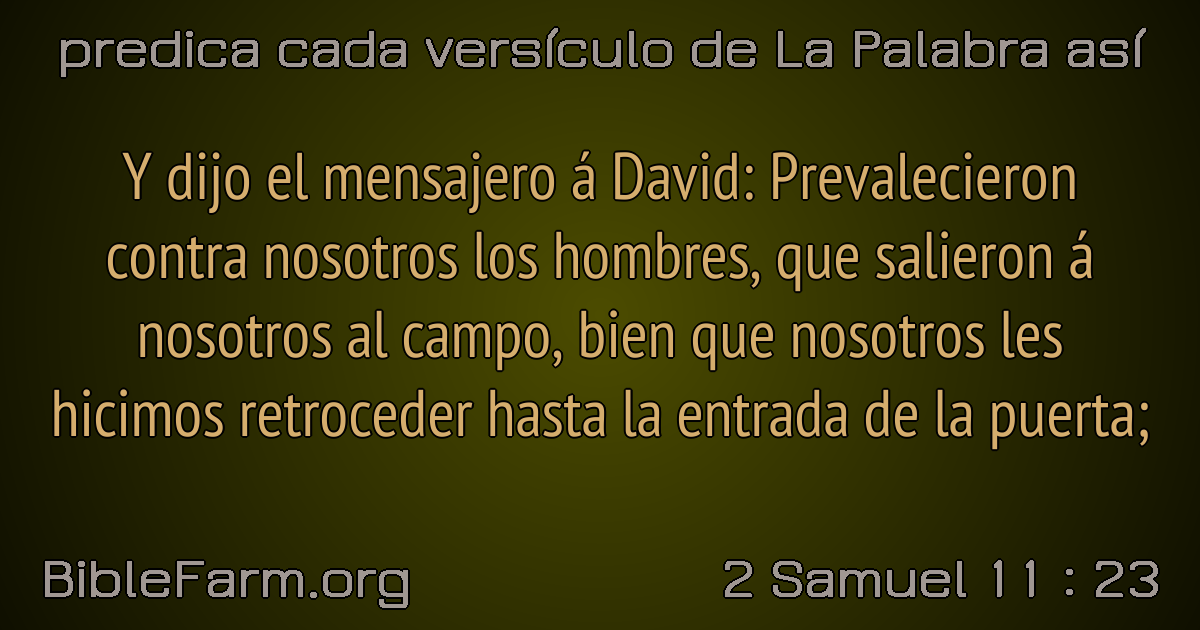 predica cada versículo de La Palabra así
Y dijo el mensajero á David: Prevalecieron
contra nosotros los hombres, que salieron á
nosotros al campo, bien que nosotros les
hicimos retroceder hasta la entrada de la puerta;
BibleFarm.org
2 Samuel 11 : 23